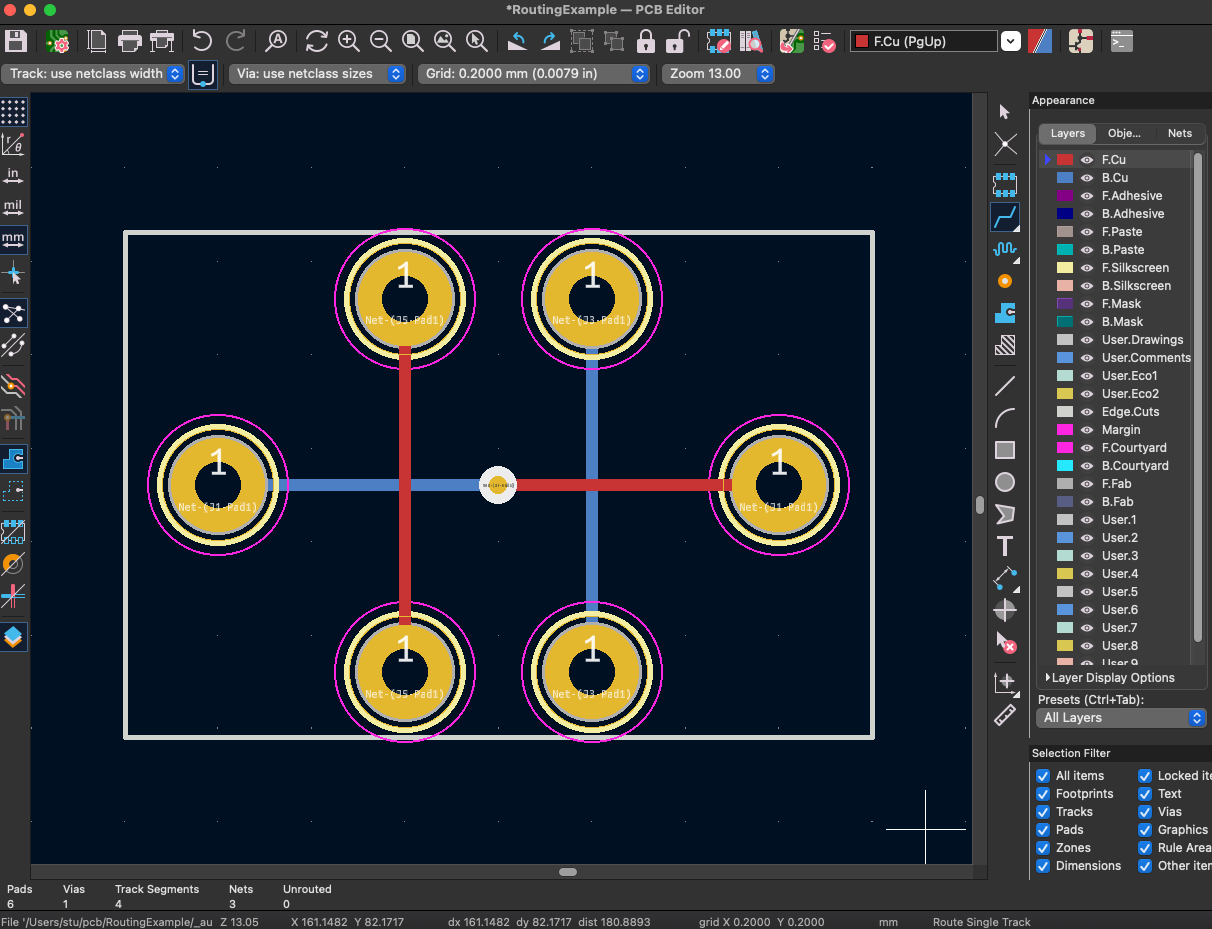 *RoutingExample — PCB Editor
F.Cu (PgUp)
Track: use netclass width
Via: use netclass sizes
Grid: 0.2000 mm (0.0079 in)
Zoom 13.00
in
mil
mm
1
Net-(J5-Pad1)
1
Net-(J3-Pad1)
1
Net-(J1-Pad1)
1
Net-(J1-Pad1)
1
Net-(J5-Pad1)
1
Net-(J3-Pad1)
Appearance
Layers Obje... Nets
F.Cu
B.Cu
F.Adhesive
B.Adhesive
F.Paste
B.Paste
F.Silkscreen
B.Silkscreen
F.Mask
B.Mask
User.Drawings
User.Comments
User.Eco1
User.Eco2
Edge.Cuts
Margin
F.Courtyard
B.Courtyard
F.Fab
B.Fab
User.1
User.2
User.3
User.4
User.5
User.6
User.7
User.8
User.9
Layer Display Options
Presets (Ctrl+Tab):
All Layers
Selection Filter
All items Locked ite
Footprints Text
Tracks Vias
Pads Graphics
Zones Rule Area
Dimensions Other item
Pads Vias Track Segments Nets Unrouted
6 1 4 3 0
File '/Users/stu/pcb/RoutingExample/_au Z 13.05 X 161.1482 Y 82.1717 dx 161.1482 dy 82.1717 dist 180.8893 grid X 0.2000 Y 0.2000 mm Route Single Track